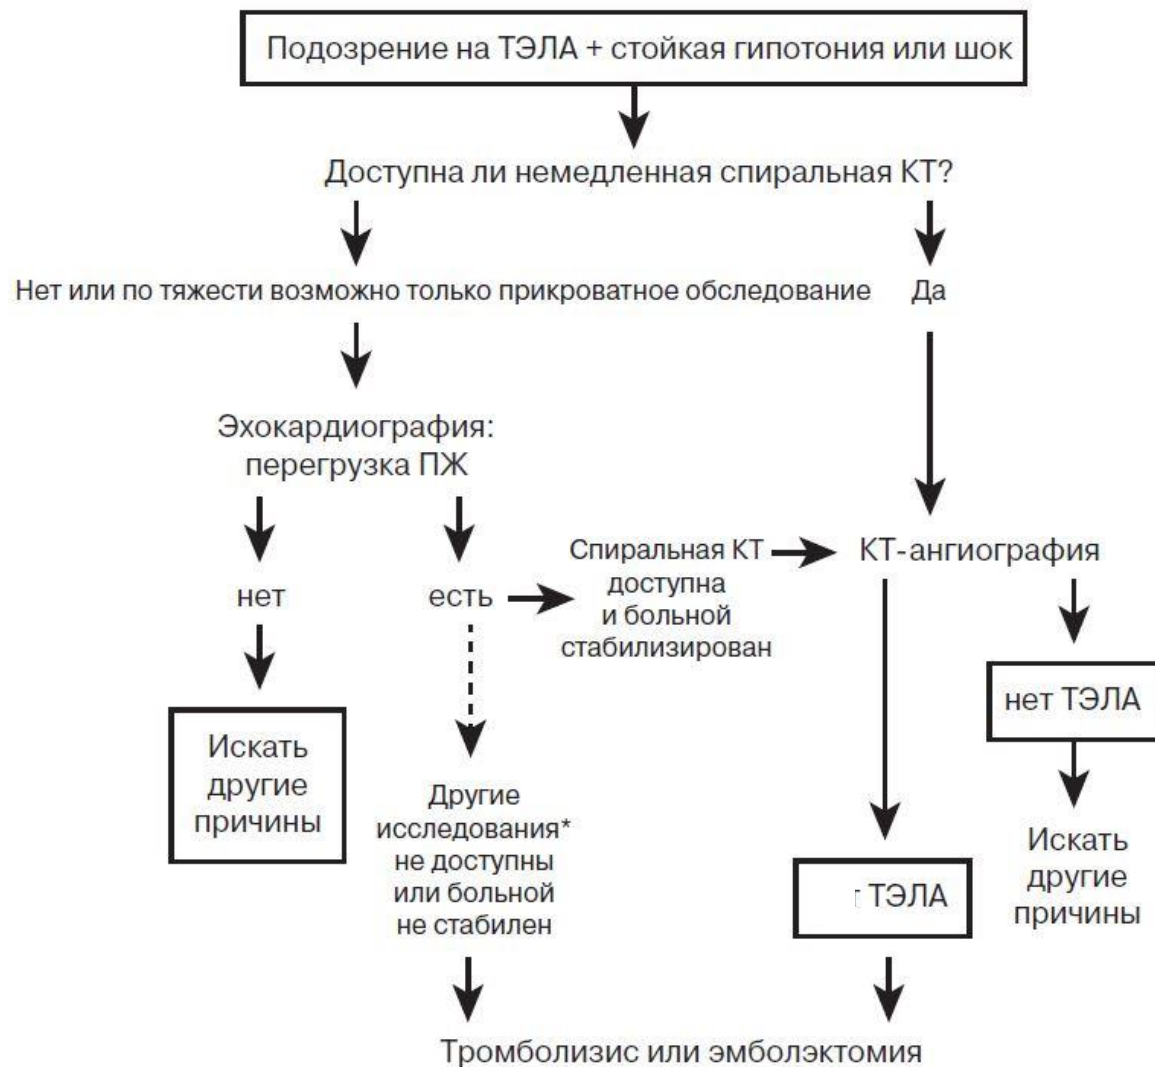 Подозрение на ТЭЛА + стойкая гипотония или шок
Доступна ли немедленная спиральная КТ?
Нет или по тяжести возможно только прикроватное обследование
Да
Эхокардиография:
перегрузка ПЖ
нет
есть
Спиральная КТ
доступна
и больной
стабилизирован
КТ-ангиография
Искать
другие
причины
Другие
исследования*
не доступны
или больной
не стабилен
нет ТЭЛА
Искать
другие
причины
ТЭЛА
Тромболизис или эмболэктомия